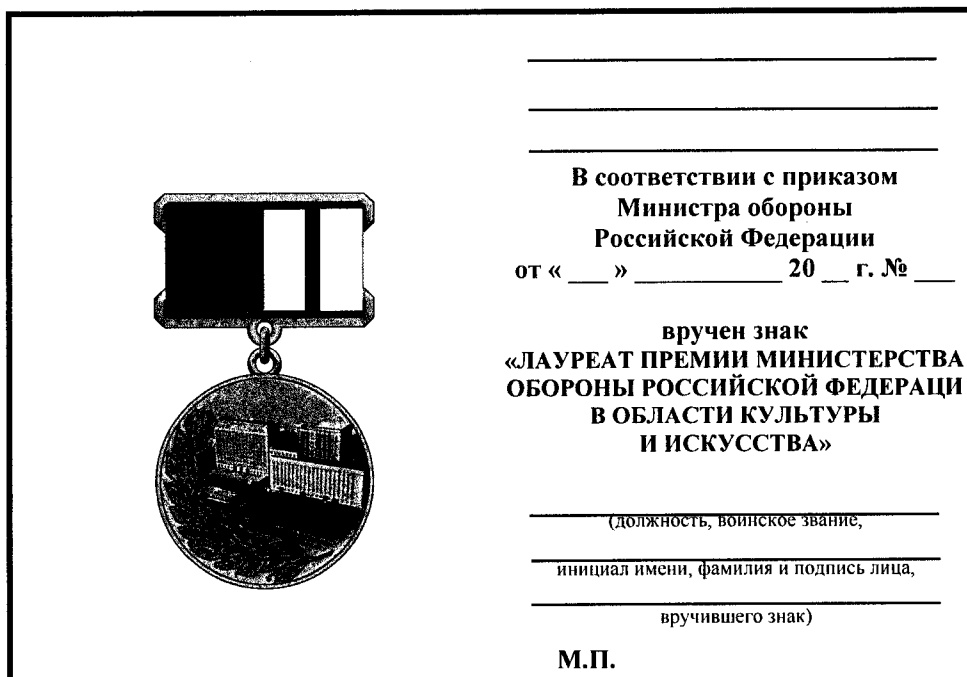 В соответствии с приказом
Министра обороны
Российской Федерации
от « ___ » ___________ 20 __ г. № ___
вручен знак
«ЛАУРЕАТ ПРЕМИИ МИНИСТЕРСТВА
ОБОРОНЫ РОССИЙСКОЙ ФЕДЕРАЦИ
В ОБЛАСТИ КУЛЬТУРЫ
И ИСКУССТВА»
(должность, воинское звание,
инициал имени, фамилия и подпись лица,
вручившего знак)
М.П.